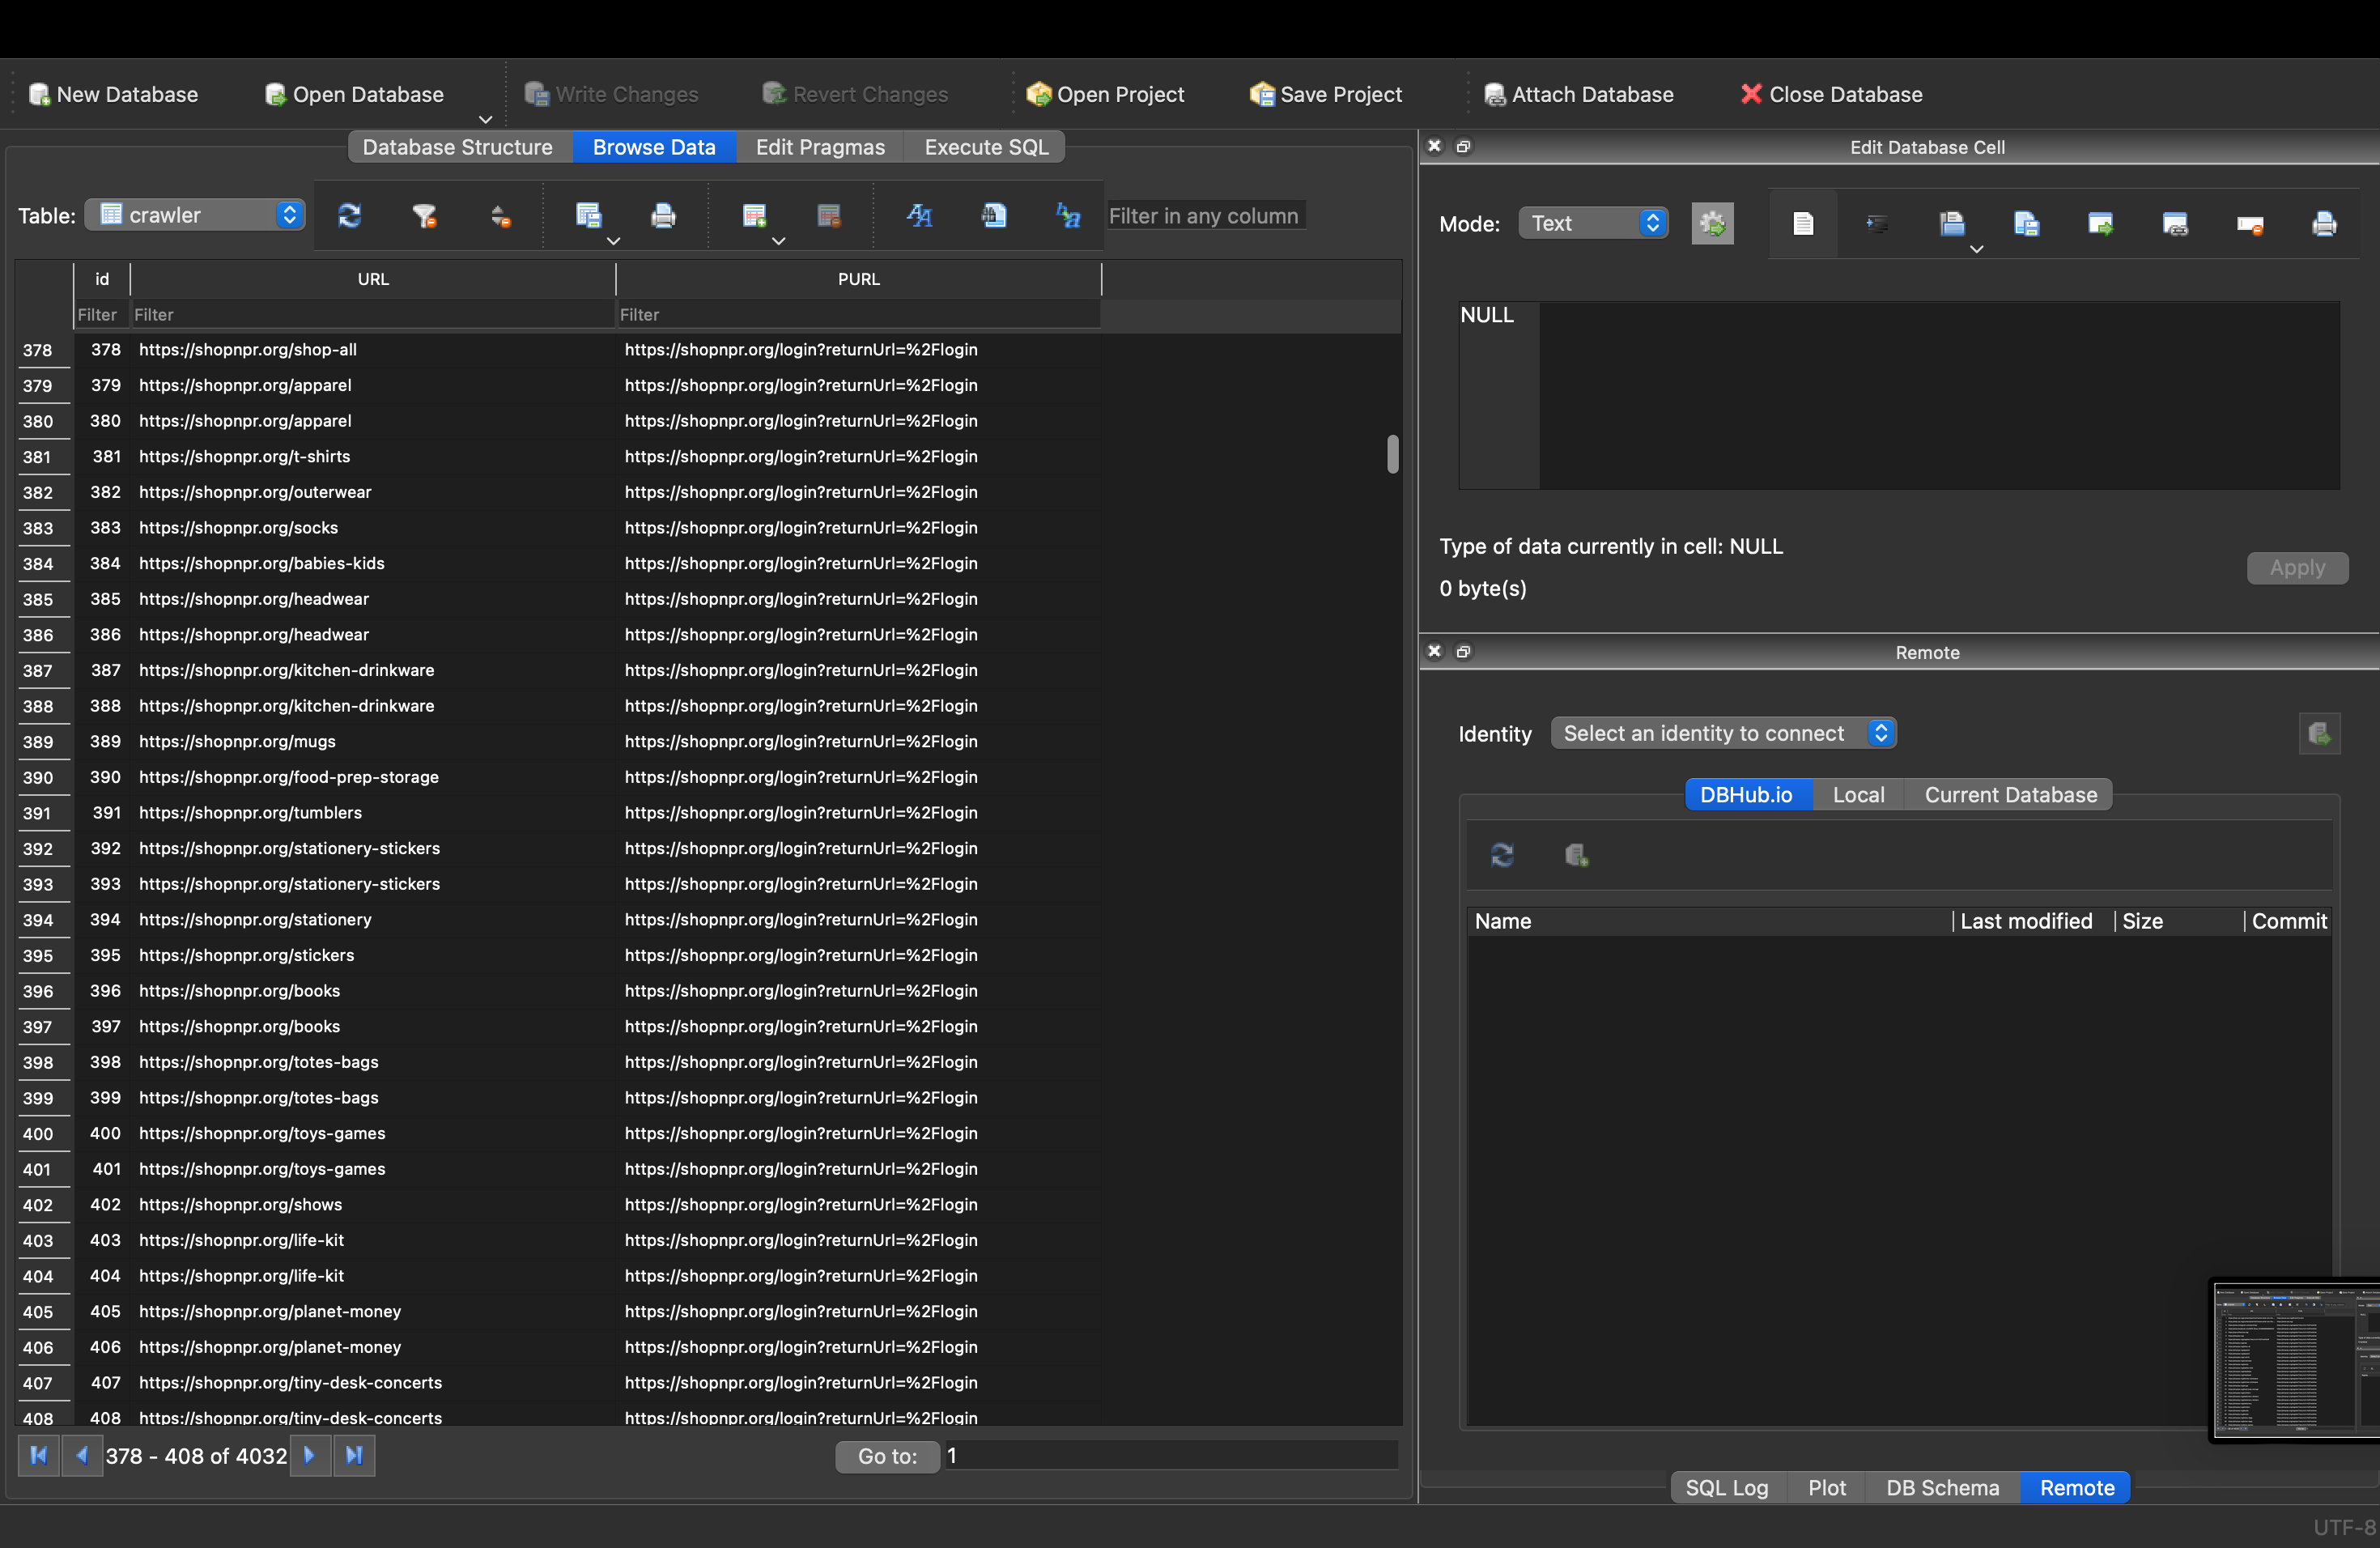 New Database Open Database Write Changes Revert Changes Open Project Save Project Attach Database Close Database
Database Structure Browse Data Edit Pragmas Execute SQL
Table: crawler Filter in any column
id URL PURL
Filter Filter Filter
378 378 https://shopnpr.org/shop-all https://shopnpr.org/login?returnUrl=%2Flogin
379 379 https://shopnpr.org/apparel https://shopnpr.org/login?returnUrl=%2Flogin
380 380 https://shopnpr.org/apparel https://shopnpr.org/login?returnUrl=%2Flogin
381 381 https://shopnpr.org/t-shirts https://shopnpr.org/login?returnUrl=%2Flogin
382 382 https://shopnpr.org/outerwear https://shopnpr.org/login?returnUrl=%2Flogin
383 383 https://shopnpr.org/socks https://shopnpr.org/login?returnUrl=%2Flogin
384 384 https://shopnpr.org/babies-kids https://shopnpr.org/login?returnUrl=%2Flogin
385 385 https://shopnpr.org/headwear https://shopnpr.org/login?returnUrl=%2Flogin
386 386 https://shopnpr.org/headwear https://shopnpr.org/login?returnUrl=%2Flogin
387 387 https://shopnpr.org/kitchen-drinkware https://shopnpr.org/login?returnUrl=%2Flogin
388 388 https://shopnpr.org/kitchen-drinkware https://shopnpr.org/login?returnUrl=%2Flogin
389 389 https://shopnpr.org/mugs https://shopnpr.org/login?returnUrl=%2Flogin
390 390 https://shopnpr.org/food-prep-storage https://shopnpr.org/login?returnUrl=%2Flogin
391 391 https://shopnpr.org/tumblers https://shopnpr.org/login?returnUrl=%2Flogin
392 392 https://shopnpr.org/stationery-stickers https://shopnpr.org/login?returnUrl=%2Flogin
393 393 https://shopnpr.org/stationery-stickers https://shopnpr.org/login?returnUrl=%2Flogin
394 394 https://shopnpr.org/stationery https://shopnpr.org/login?returnUrl=%2Flogin
395 395 https://shopnpr.org/stickers https://shopnpr.org/login?returnUrl=%2Flogin
396 396 https://shopnpr.org/books https://shopnpr.org/login?returnUrl=%2Flogin
397 397 https://shopnpr.org/books https://shopnpr.org/login?returnUrl=%2Flogin
398 398 https://shopnpr.org/totes-bags https://shopnpr.org/login?returnUrl=%2Flogin
399 399 https://shopnpr.org/totes-bags https://shopnpr.org/login?returnUrl=%2Flogin
400 400 https://shopnpr.org/toys-games https://shopnpr.org/login?returnUrl=%2Flogin
401 401 https://shopnpr.org/toys-games https://shopnpr.org/login?returnUrl=%2Flogin
402 402 https://shopnpr.org/shows https://shopnpr.org/login?returnUrl=%2Flogin
403 403 https://shopnpr.org/life-kit https://shopnpr.org/login?returnUrl=%2Flogin
404 404 https://shopnpr.org/life-kit https://shopnpr.org/login?returnUrl=%2Flogin
405 405 https://shopnpr.org/planet-money https://shopnpr.org/login?returnUrl=%2Flogin
406 406 https://shopnpr.org/planet-money https://shopnpr.org/login?returnUrl=%2Flogin
407 407 https://shopnpr.org/tiny-desk-concerts https://shopnpr.org/login?returnUrl=%2Flogin
408 408 https://shopnpr.org/tiny-desk-concerts https://shopnpr.org/login?returnUrl=%2Flogin
378 - 408 of 4032 Go to: 1
Edit Database Cell
Mode: Text
NULL
Type of data currently in cell: NULL
0 byte(s)
Apply
Remote
Identity Select an identity to connect
DBHub.io Local Current Database
Name Last modified Size Commit
SQL Log Plot DB Schema Remote
UTF-8